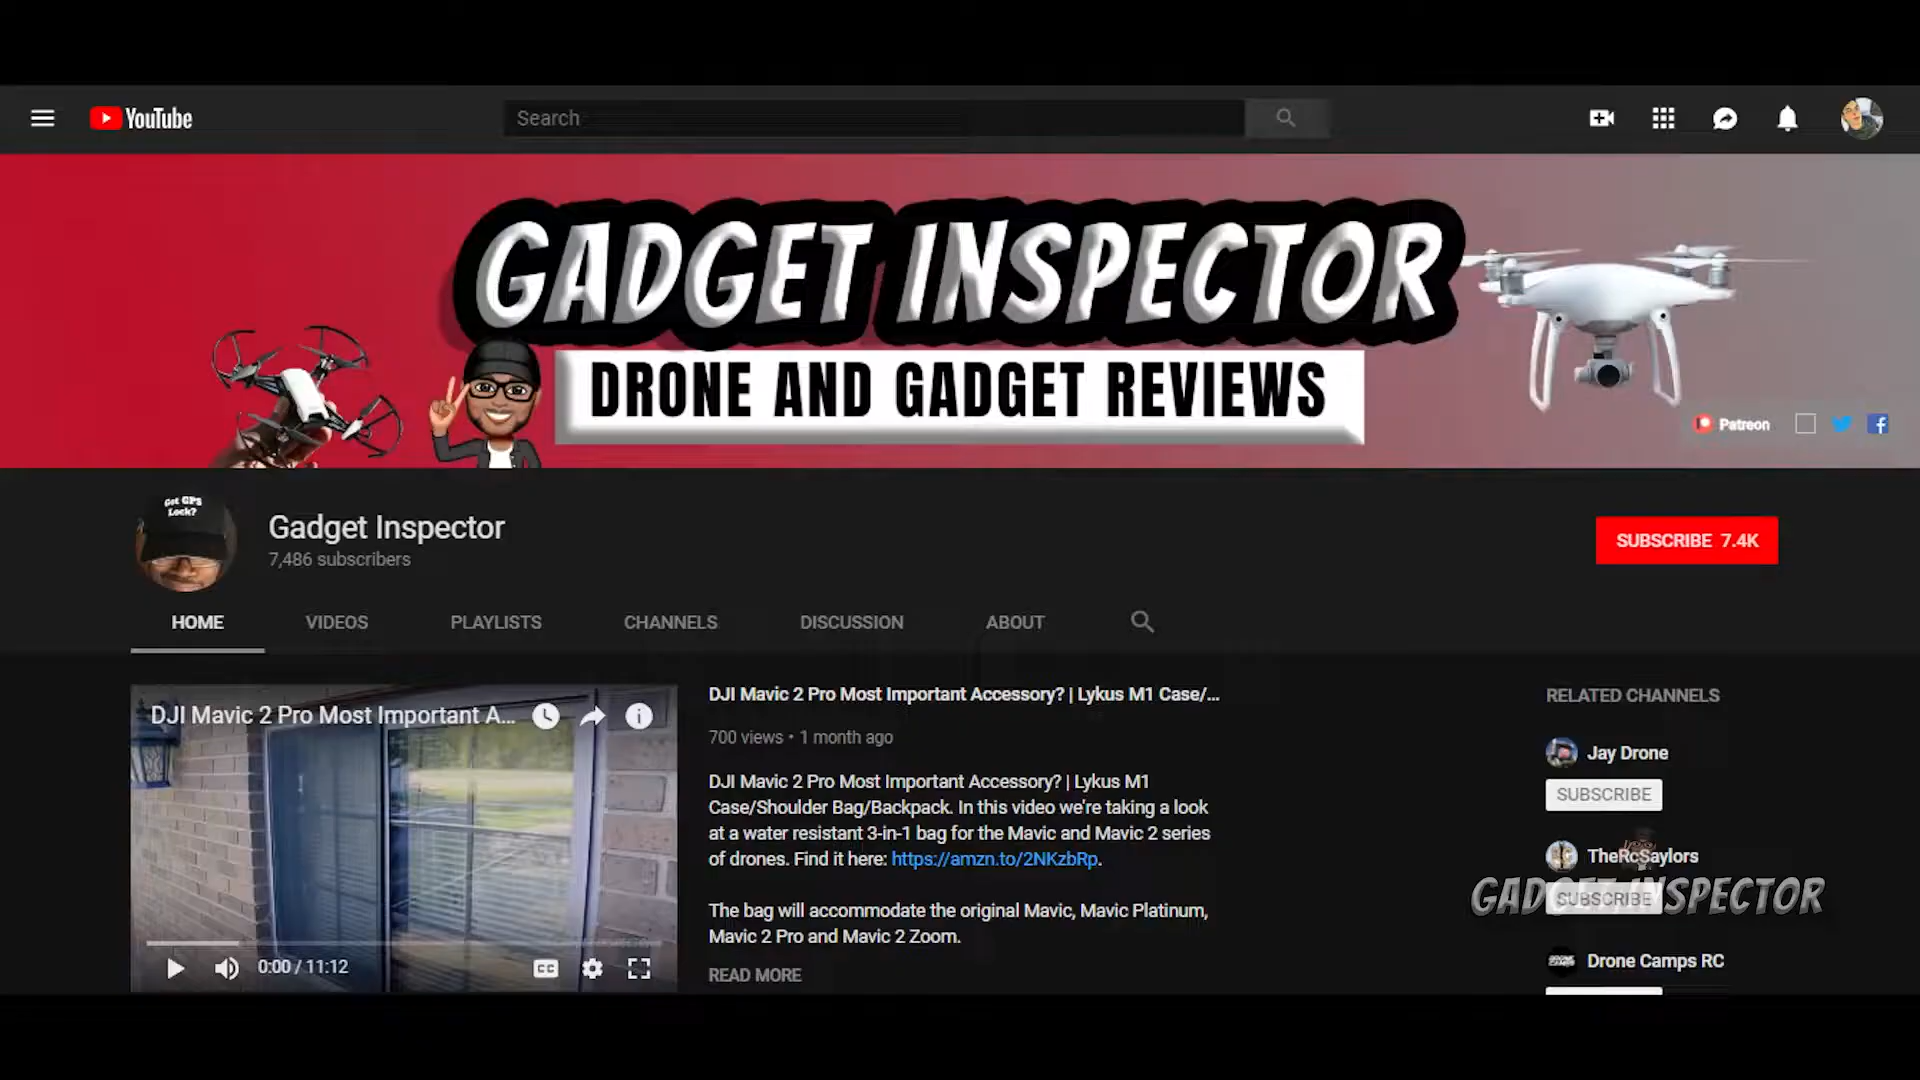 YouTube
Search
GADGET INSPECTOR
DRONE AND GADGET REVIEWS
Patreon
Got GPS
Lock?
Gadget Inspector
7,486 subscribers
SUBSCRIBE 7.4K
HOME
VIDEOS
PLAYLISTS
CHANNELS
DISCUSSION
ABOUT
DJI Mavic 2 Pro Most Important A...
0:00 / 11:12
CC
DJI Mavic 2 Pro Most Important Accessory? | Lykus M1 Case/...
700 views • 1 month ago
DJI Mavic 2 Pro Most Important Accessory? | Lykus M1
Case/Shoulder Bag/Backpack. In this video we're taking a look
at a water resistant 3-in-1 bag for the Mavic and Mavic 2 series
of drones. Find it here: https://amzn.to/2NKzbRp.
The bag will accommodate the original Mavic, Mavic Platinum,
Mavic 2 Pro and Mavic 2 Zoom.
READ MORE
RELATED CHANNELS
Jay Drone
SUBSCRIBE
TheRcSaylors
SUBSCRIBE
GADGET INSPECTOR
Drone Camps RC